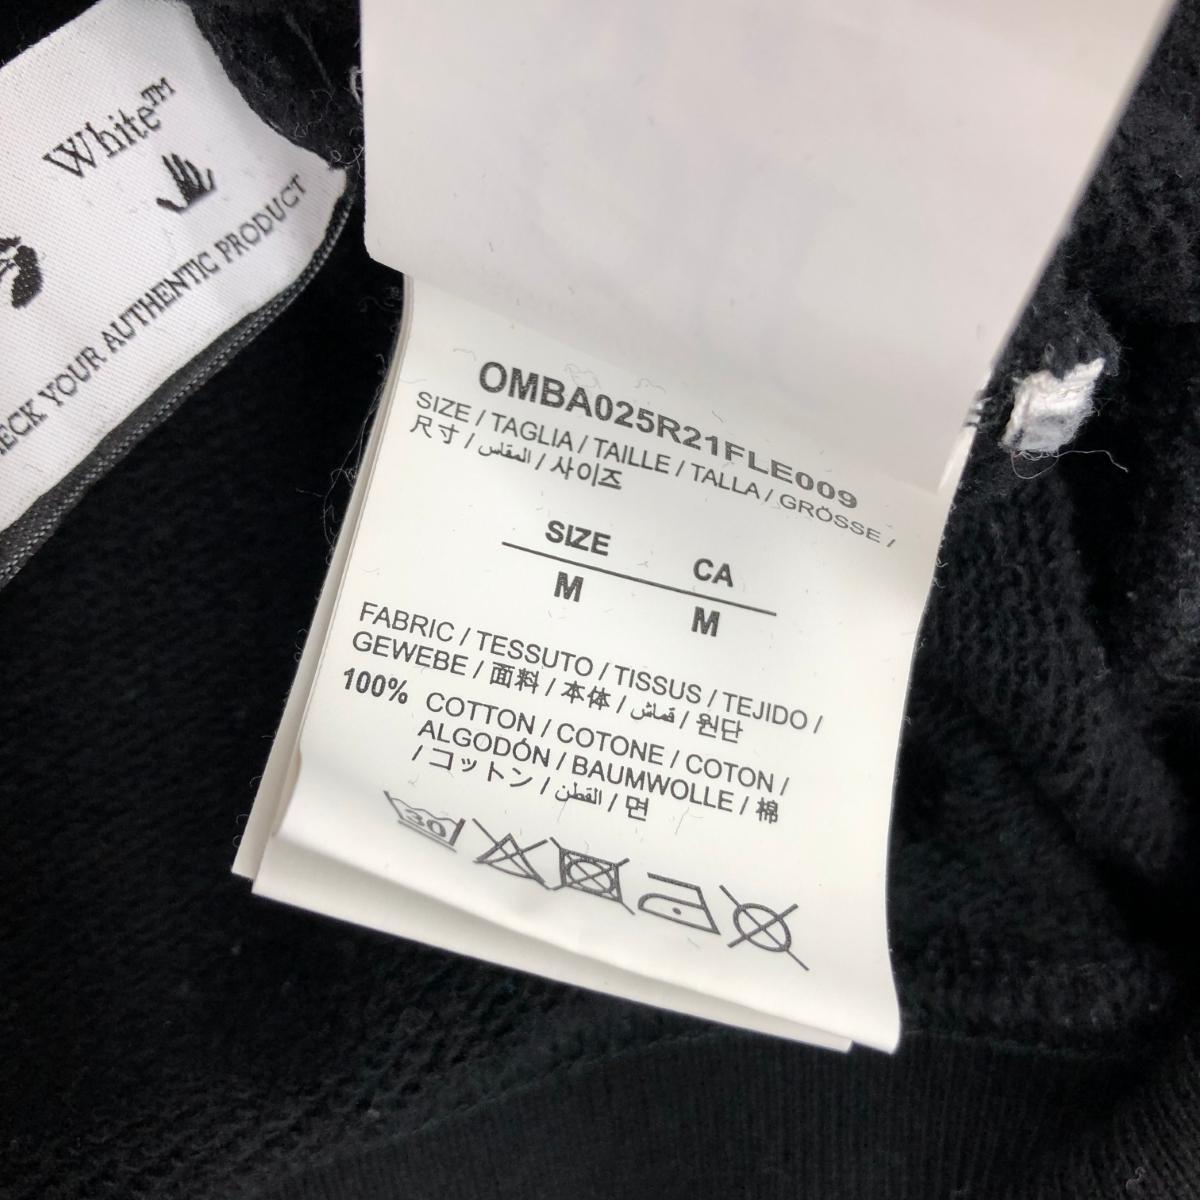 White™
YOUR AUTHENTIC PRODUCT
OMBA025R21FLE009
SIZE / TAGLIA / TAILLE / TALLA / GRÖSSE /
尺寸 / المقاس / 사이즈
SIZE CA
M M
FABRIC / TESSUTO / TISSUS / TEJIDO /
GEWEBE / 面料 / 本体 / قماش / 원단
100% COTTON / COTONE / COTON /
ALGODÓN / BAUMWOLLE / 棉
/ コットン / القطن / 면
30